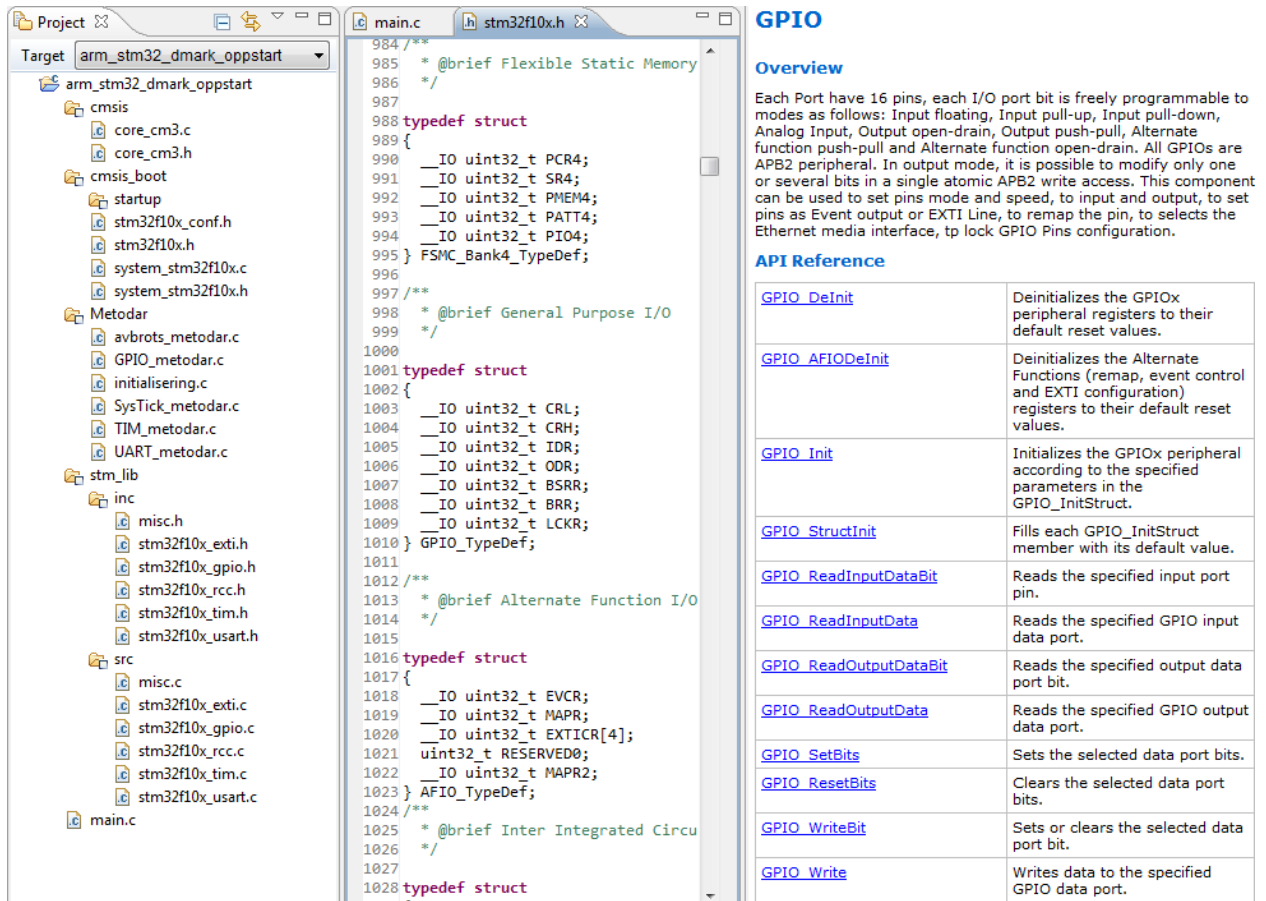 Project
Target arm_stm32_dmark_oppstart
arm_stm32_dmark_oppstart
cmsis
core_cm3.c
core_cm3.h
cmsis_boot
startup
stm32f10x_conf.h
stm32f10x.h
system_stm32f10x.c
system_stm32f10x.h
Metodar
avbrots_metodar.c
GPIO_metodar.c
initialisering.c
SysTick_metodar.c
TIM_metodar.c
UART_metodar.c
stm_lib
inc
misc.h
stm32f10x_exti.h
stm32f10x_gpio.h
stm32f10x_rcc.h
stm32f10x_tim.h
stm32f10x_usart.h
src
misc.c
stm32f10x_exti.c
stm32f10x_gpio.c
stm32f10x_rcc.c
stm32f10x_tim.c
stm32f10x_usart.c
main.c
main.c stm32f10x.h
984 /**
985 * @brief Flexible Static Memory
986 */
987
988 typedef struct
989 {
990 __IO uint32_t PCR4;
991 __IO uint32_t SR4;
992 __IO uint32_t PMEM4;
993 __IO uint32_t PATT4;
994 __IO uint32_t PIO4;
995 } FSMC_Bank4_TypeDef;
996
997 /**
998 * @brief General Purpose I/O
999 */
1000
1001 typedef struct
1002 {
1003 __IO uint32_t CRL;
1004 __IO uint32_t CRH;
1005 __IO uint32_t IDR;
1006 __IO uint32_t ODR;
1007 __IO uint32_t BSRR;
1008 __IO uint32_t BRR;
1009 __IO uint32_t LCKR;
1010 } GPIO_TypeDef;
1011
1012 /**
1013 * @brief Alternate Function I/O
1014 */
1015
1016 typedef struct
1017 {
1018 __IO uint32_t EVCR;
1019 __IO uint32_t MAPR;
1020 __IO uint32_t EXTICR[4];
1021 uint32_t RESERVED0;
1022 __IO uint32_t MAPR2;
1023 } AFIO_TypeDef;
1024 /**
1025 * @brief Inter Integrated Circu
1026 */
1027
1028 typedef struct
GPIO
Overview
Each Port have 16 pins, each I/O port bit is freely programmable to
modes as follows: Input floating, Input pull-up, Input pull-down,
Analog Input, Output open-drain, Output push-pull, Alternate
function push-pull and Alternate function open-drain. All GPIOs are
APB2 peripheral. In output mode, it is possible to modify only one
or several bits in a single atomic APB2 write access. This component
can be used to set pins mode and speed, to input and output, to set
pins as Event output or EXTI Line, to remap the pin, to selects the
Ethernet media interface, tp lock GPIO Pins configuration.
API Reference
GPIO_DeInit Deinitializes the GPIOx
peripheral registers to their
default reset values.
GPIO_AFIODeInit Deinitializes the Alternate
Functions (remap, event control
and EXTI configuration)
registers to their default reset
values.
GPIO_Init Initializes the GPIOx peripheral
according to the specified
parameters in the
GPIO_InitStruct.
GPIO_StructInit Fills each GPIO_InitStruct
member with its default value.
GPIO_ReadInputDataBit Reads the specified input port
pin.
GPIO_ReadInputData Reads the specified GPIO input
data port.
GPIO_ReadOutputDataBit Reads the specified output data
port bit.
GPIO_ReadOutputData Reads the specified GPIO output
data port.
GPIO_SetBits Sets the selected data port bits.
GPIO_ResetBits Clears the selected data port
bits.
GPIO_WriteBit Sets or clears the selected data
port bit.
GPIO_Write Writes data to the specified
GPIO data port.